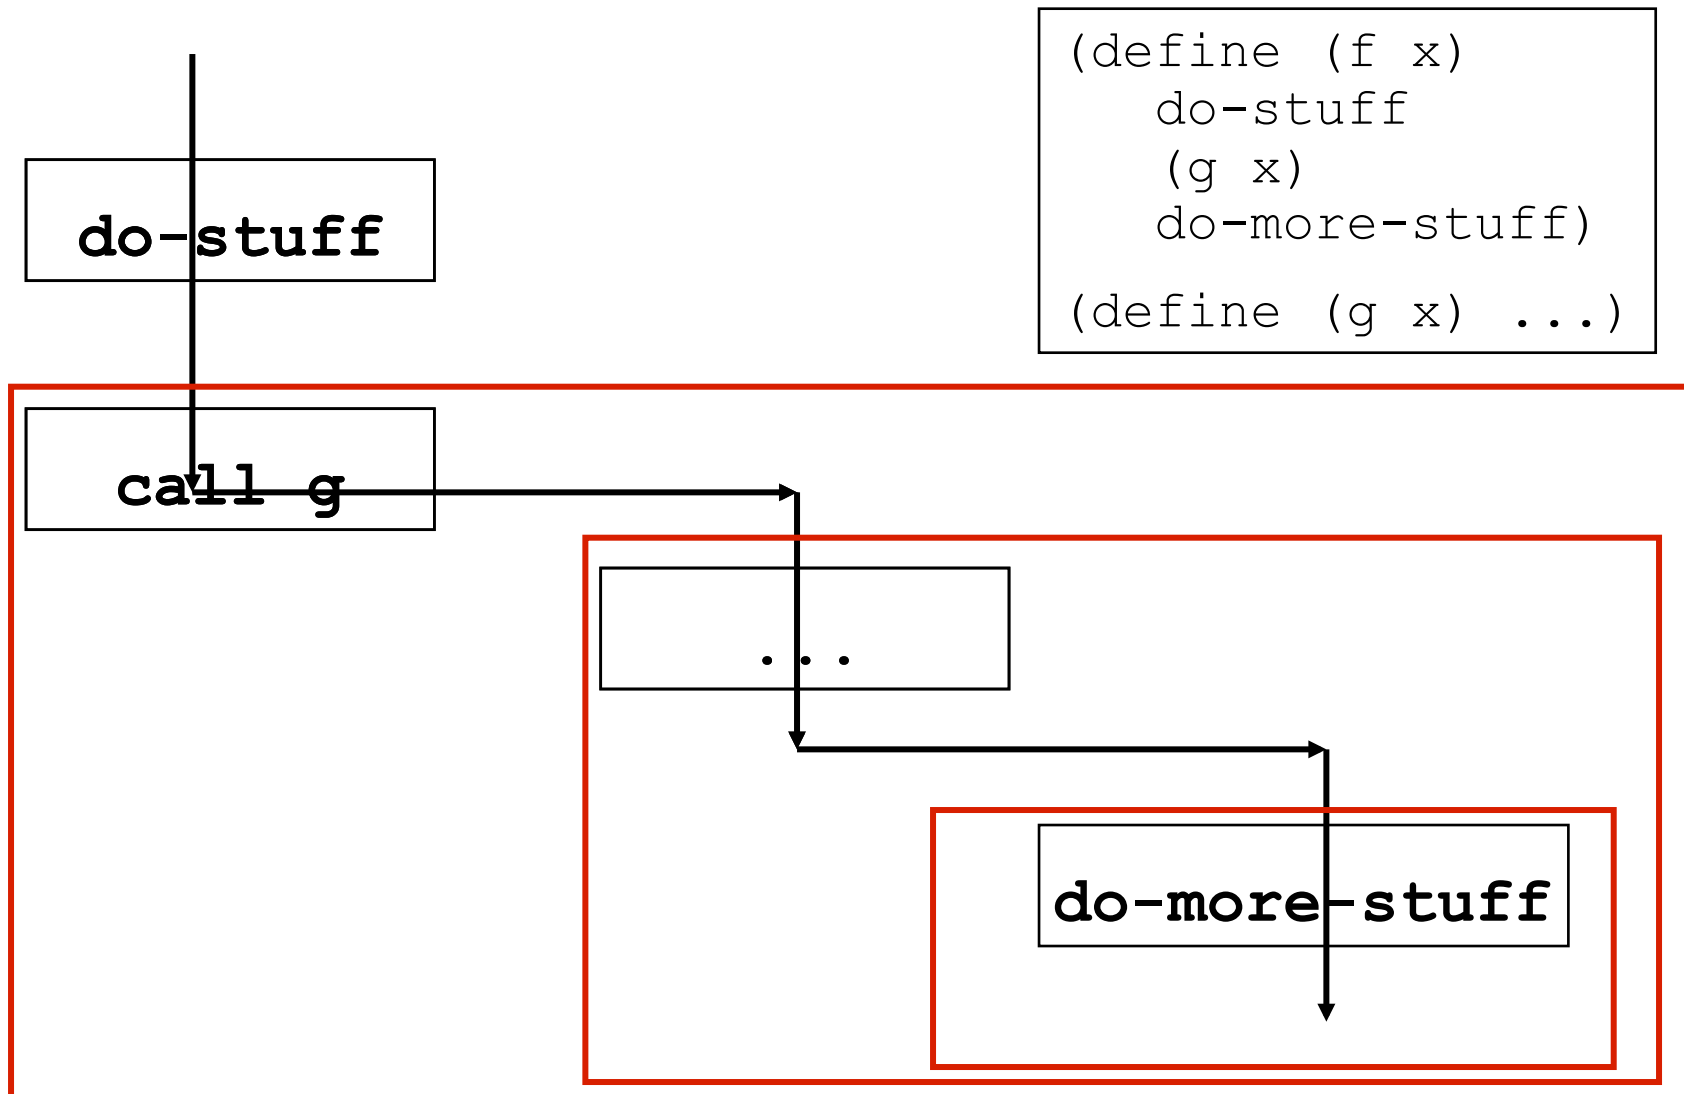 (define (f x)
do-stuff
(g x)
do-more-stuff)
(define (g x) ...)
do-stuff
call g
...
do-more-stuff